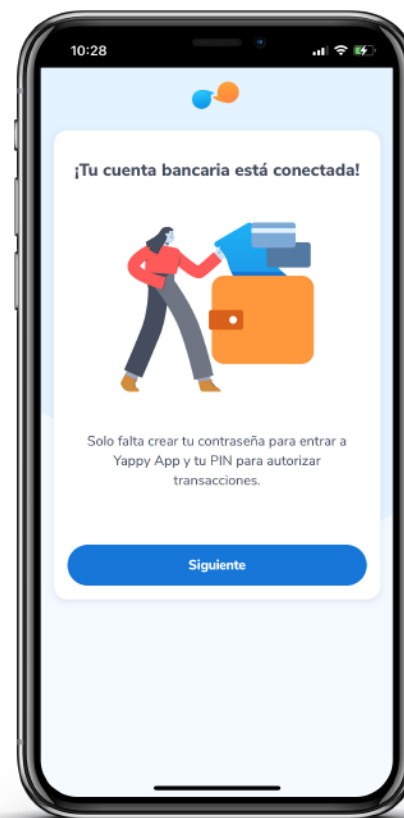 10:28
¡Tu cuenta bancaria está conectada!
Solo falta crear tu contraseña para entrar a
Yappy App y tu PIN para autorizar
transacciones.
Siguiente